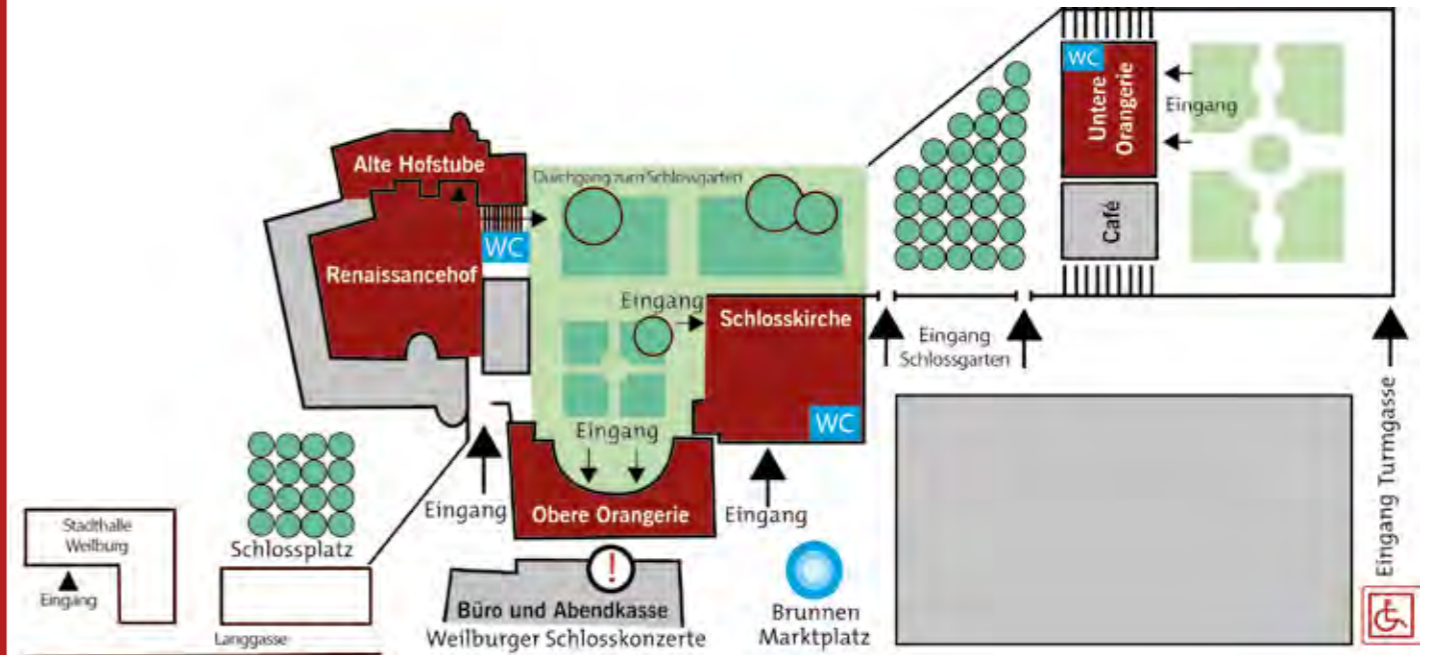 WC
Untere
Orangerie
Eingang
Alte Hofstube
Durchgang zum Schlossgarten
WC
Café
Renaissancehof
Eingang
Schlosskirche
Eingang
Schlossgarten
WC
Eingang
Eingang Turmgasse
Eingang
Obere Orangerie
Eingang
Stadthalle
Weilburg
Schlossplatz
Eingang
!
Büro und Abendkasse
Weilburger Schlosskonzerte
Brunnen
Marktplatz
Langgasse